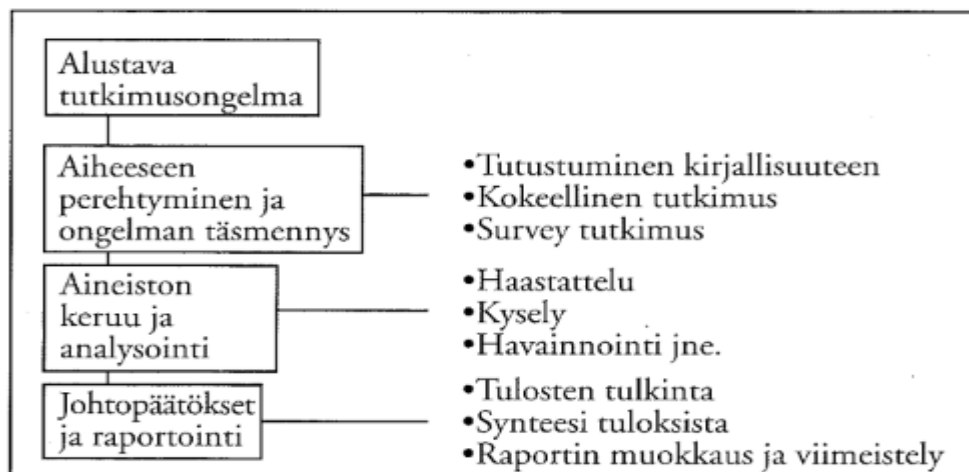 Alustava
tutkimusongelma
Aiheeseen
perehtyminen ja
ongelman täsmennys
•Tutustuminen kirjallisuuteen
•Kokeellinen tutkimus
•Survey tutkimus
Aineiston
keruu ja
analysointi
•Haastattelu
•Kysely
•Havainnointi jne.
Johtopäätökset
ja raportointi
•Tulosten tulkinta
•Synteesi tuloksista
•Raportin muokkaus ja viimeistely